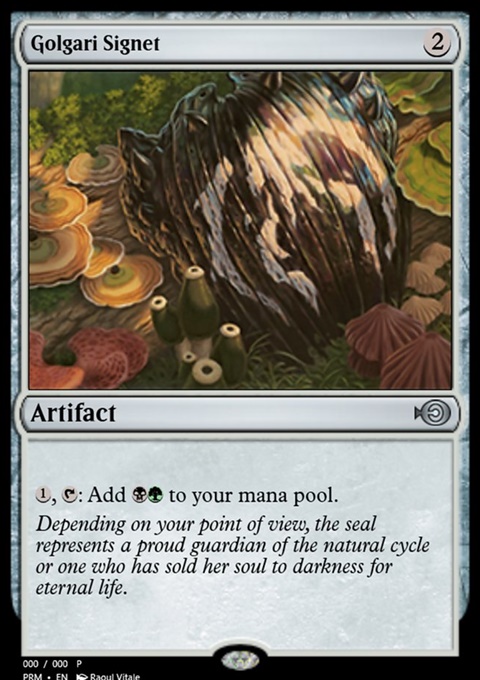 Golgari Signet 2
Artifact
1, : Add to your mana pool.
Depending on your point of view, the seal
represents a proud guardian of the natural cycle
or one who has sold her soul to darkness for
eternal life.
000 / 000 P
PRM • EN Raoul Vitale